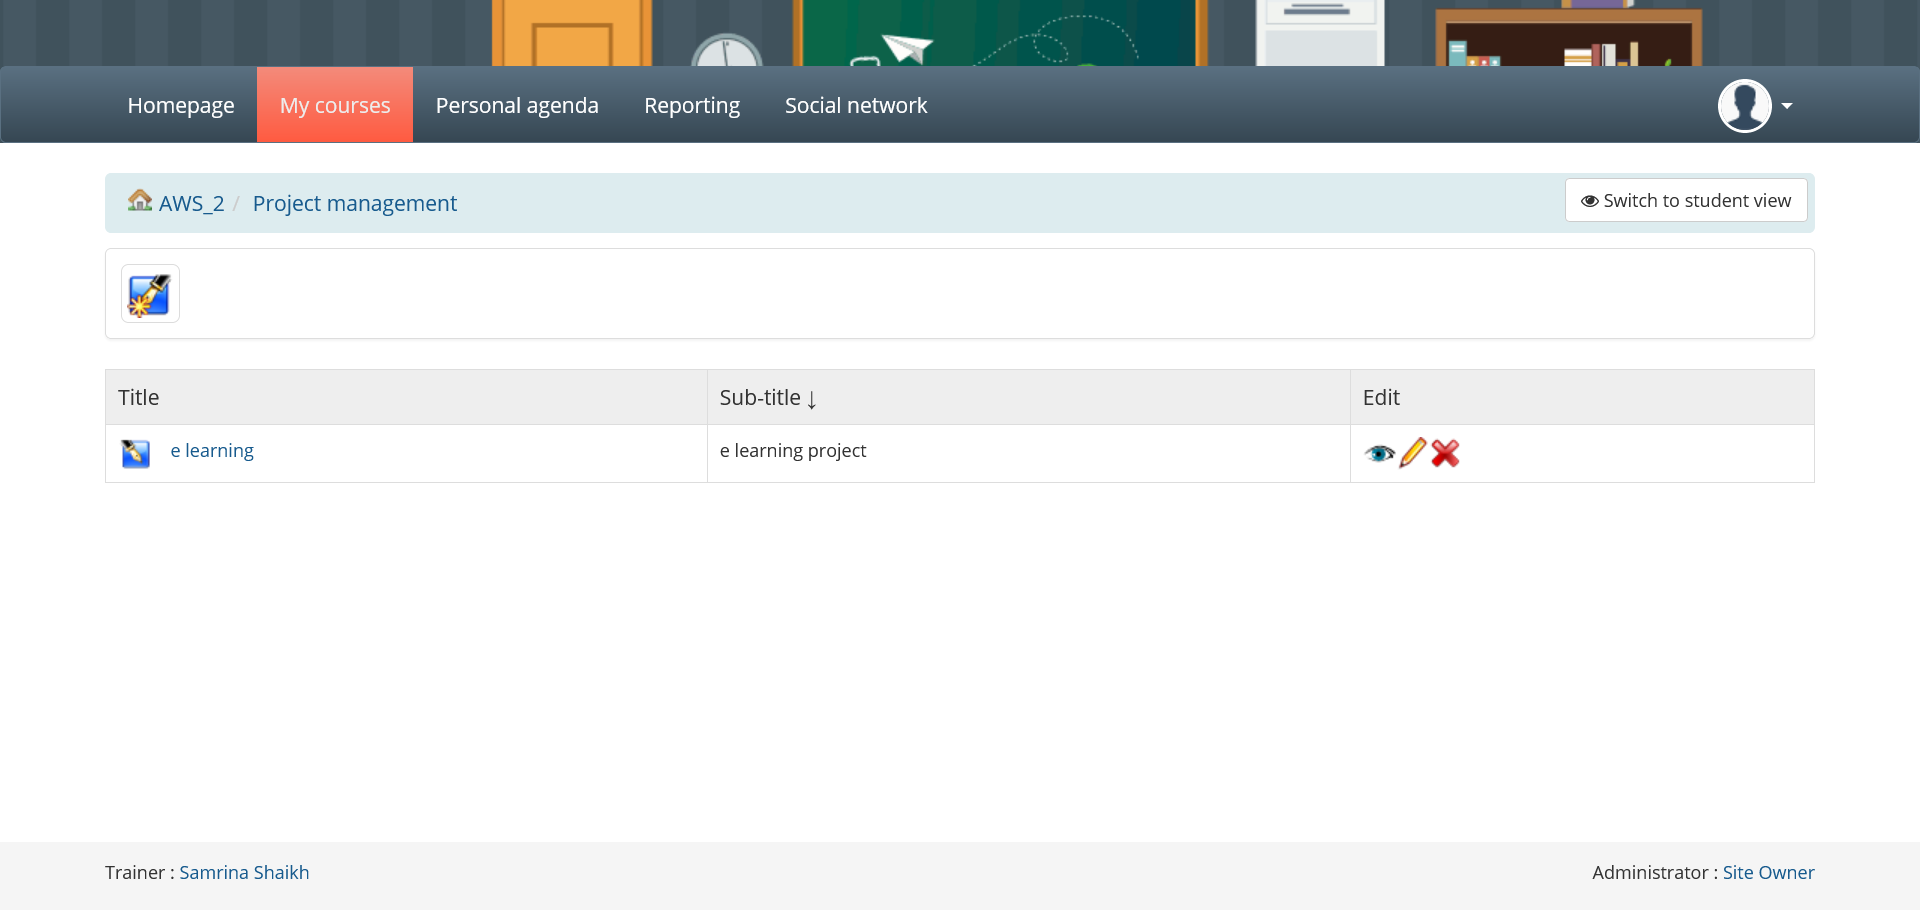 Homepage My courses Personal agenda Reporting Social network
AWS_2 / Project management Switch to student view
Title Sub-title ↓ Edit
e learning e learning project
Trainer : Samrina Shaikh Administrator : Site Owner